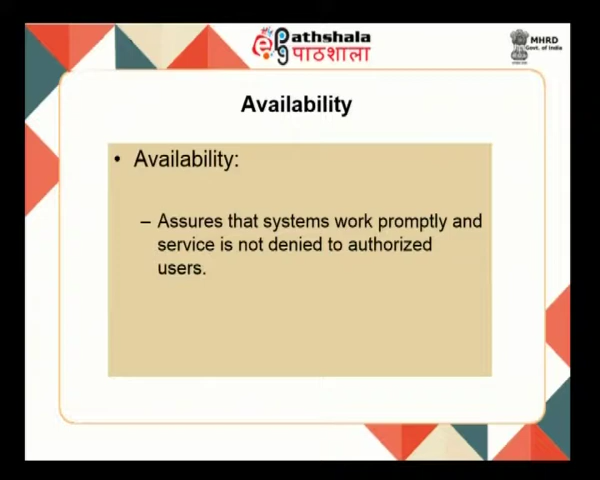 epg Pathshala
पाठशाला
MHRD
Govt. of India
Availability
• Availability:
– Assures that systems work promptly and
service is not denied to authorized
users.